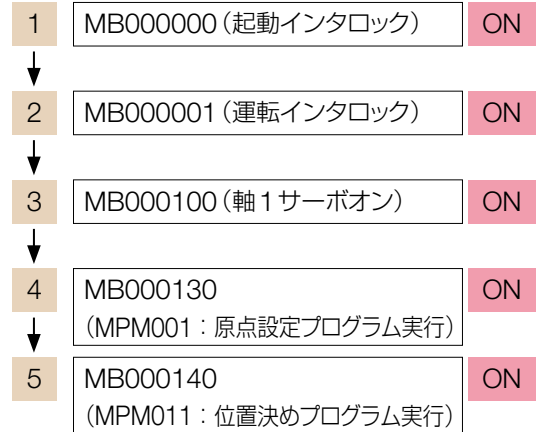 1 MB000000（起動インタロック） ON
2 MB000001（運転インタロック） ON
3 MB000100（軸１サーボオン） ON
4 MB000130 ON
（MPM001：原点設定プログラム実行）
5 MB000140 ON
（MPM011：位置決めプログラム実行）